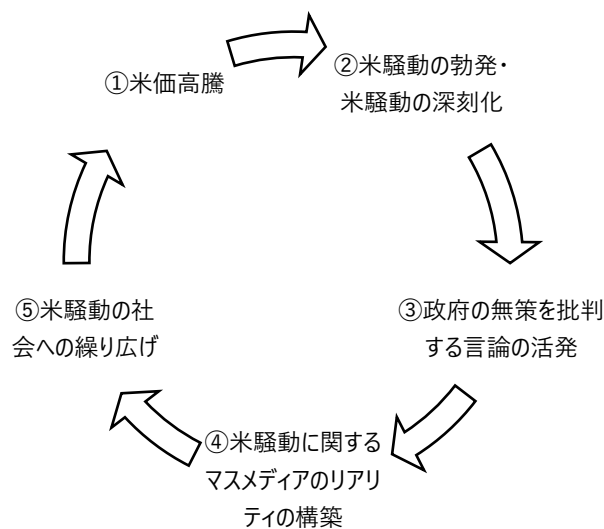 ①米価高騰
②米騒動の勃発・
米騒動の深刻化
③政府の無策を批判
する言論の活発
④米騒動に関する
マスメディアのリアリ
ティの構築
⑤米騒動の社
会への繰り広げ